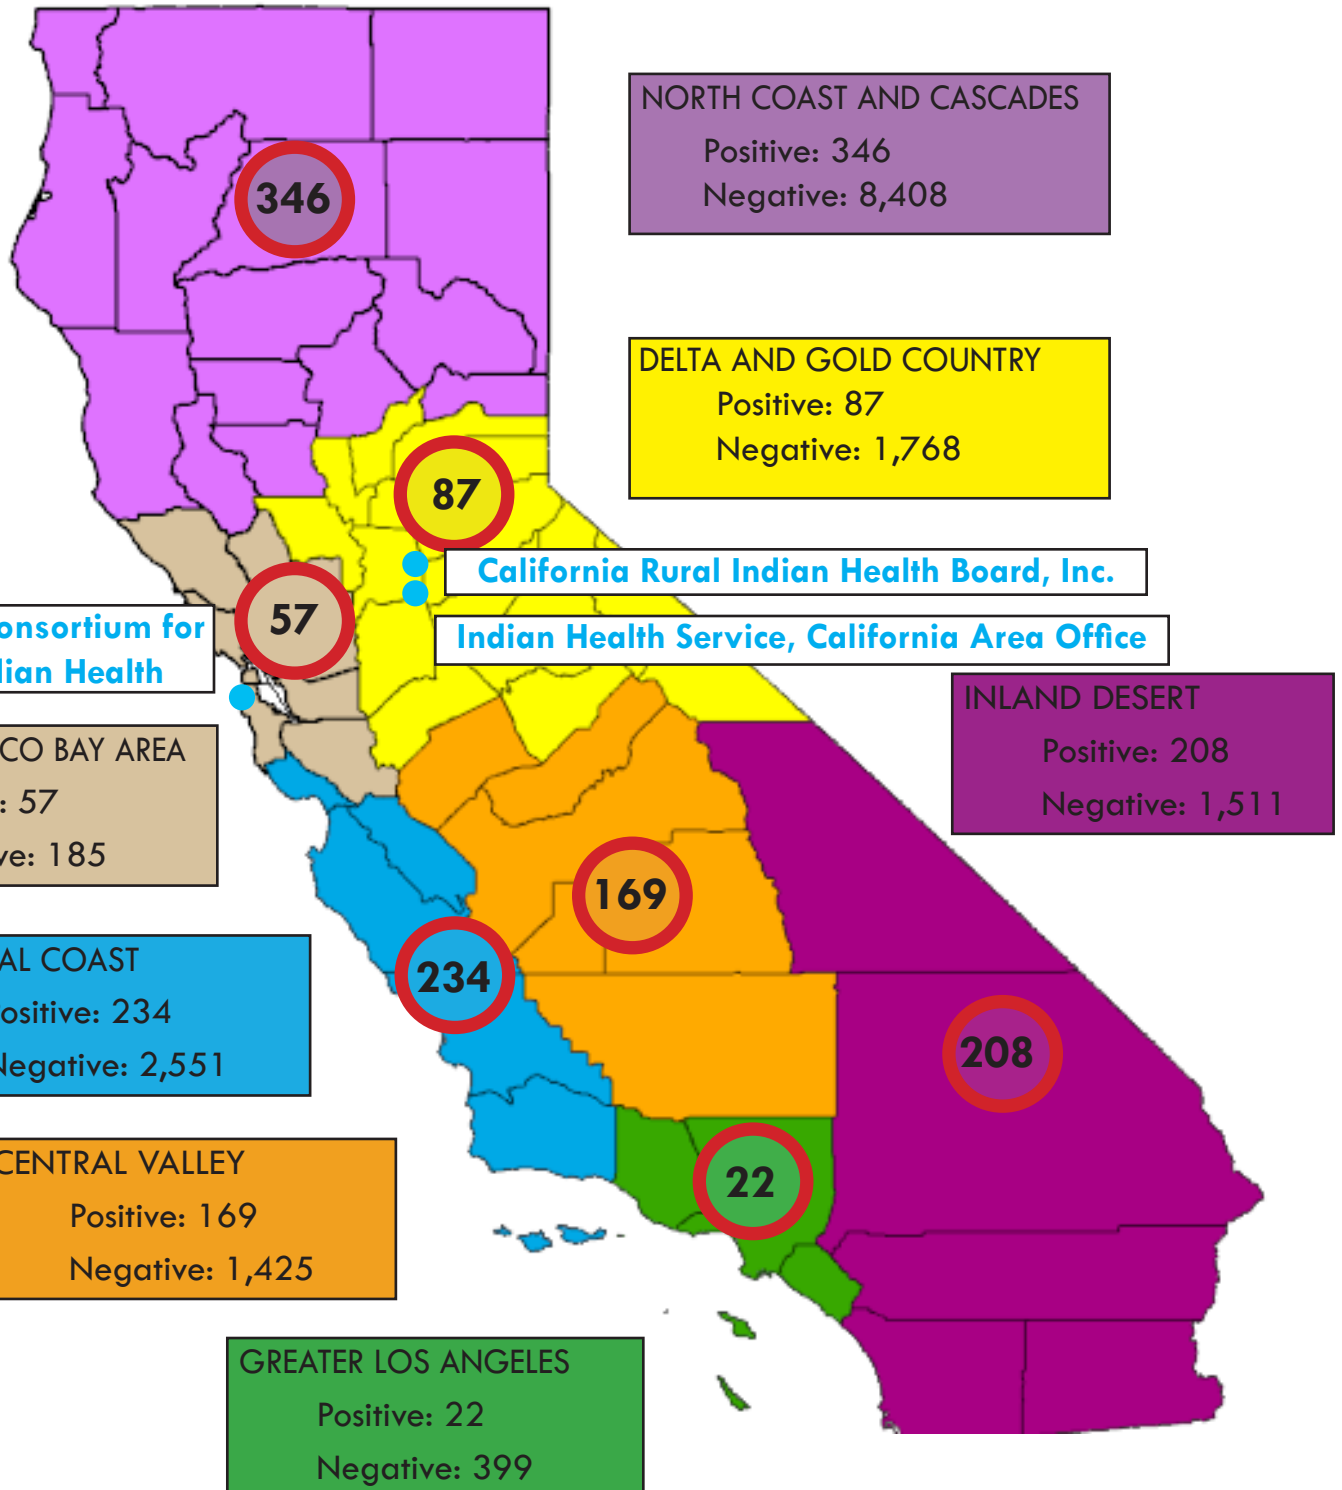 346
NORTH COAST AND CASCADES
Positive: 346
Negative: 8,408
DELTA AND GOLD COUNTRY
Positive: 87
Negative: 1,768
87
California Rural Indian Health Board, Inc.
57
onsortium for
dian Health
Indian Health Service, California Area Office
INLAND DESERT
Positive: 208
Negative: 1,511
CO BAY AREA
: 57
ve: 185
169
AL COAST
ositive: 234
Negative: 2,551
234
208
CENTRAL VALLEY
Positive: 169
Negative: 1,425
22
GREATER LOS ANGELES
Positive: 22
Negative: 399